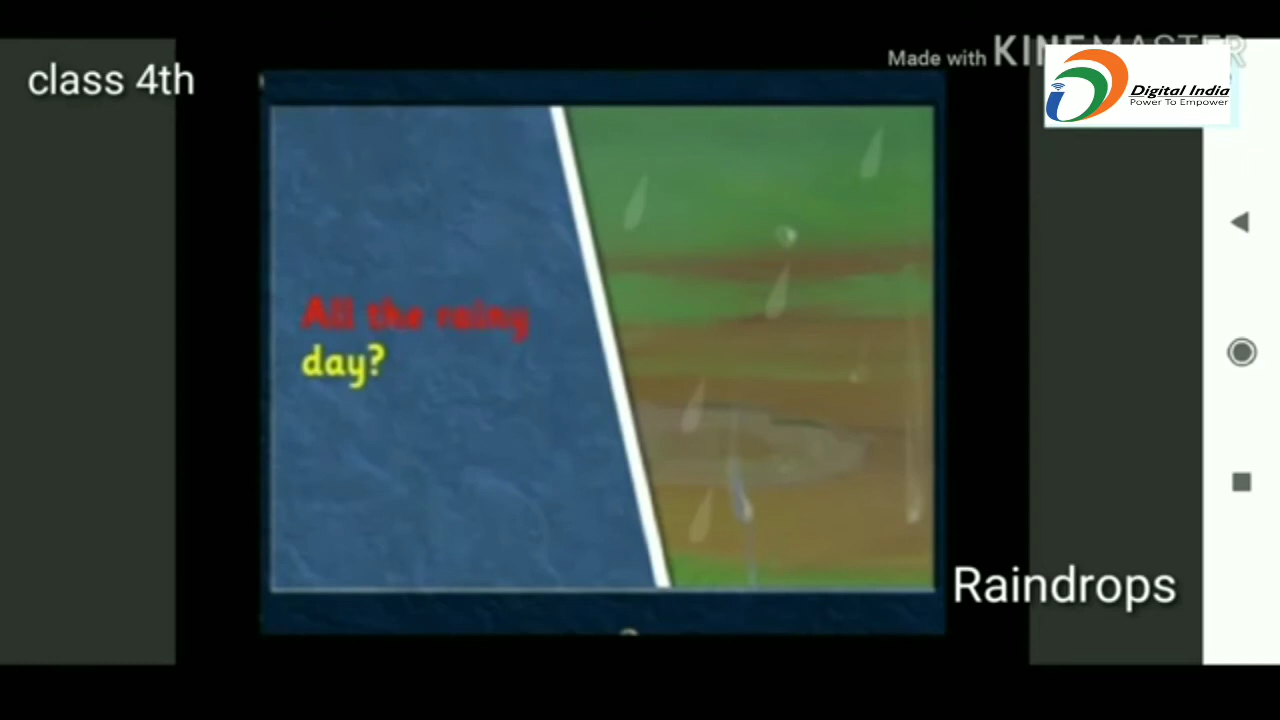 Made with KINEMASTER
class 4th
Digital India
Power To Empower
All the rainy
day?
Raindrops